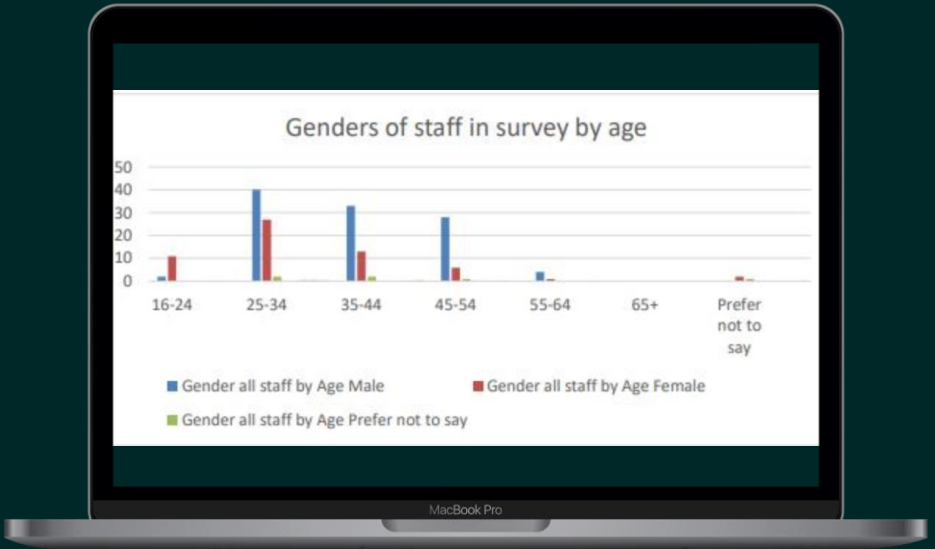 Genders of staff in survey by age
50
40
30
20
10
0
16-24 25-34 35-44 45-54 55-64 65+ Prefer
not to
say
Gender all staff by Age Male Gender all staff by Age Female
Gender all staff by Age Prefer not to say
MacBook Pro